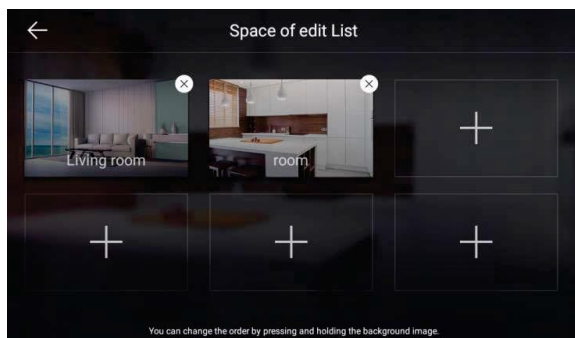 Space of edit List
Living room
room
You can change the order by pressing and holding the background image.